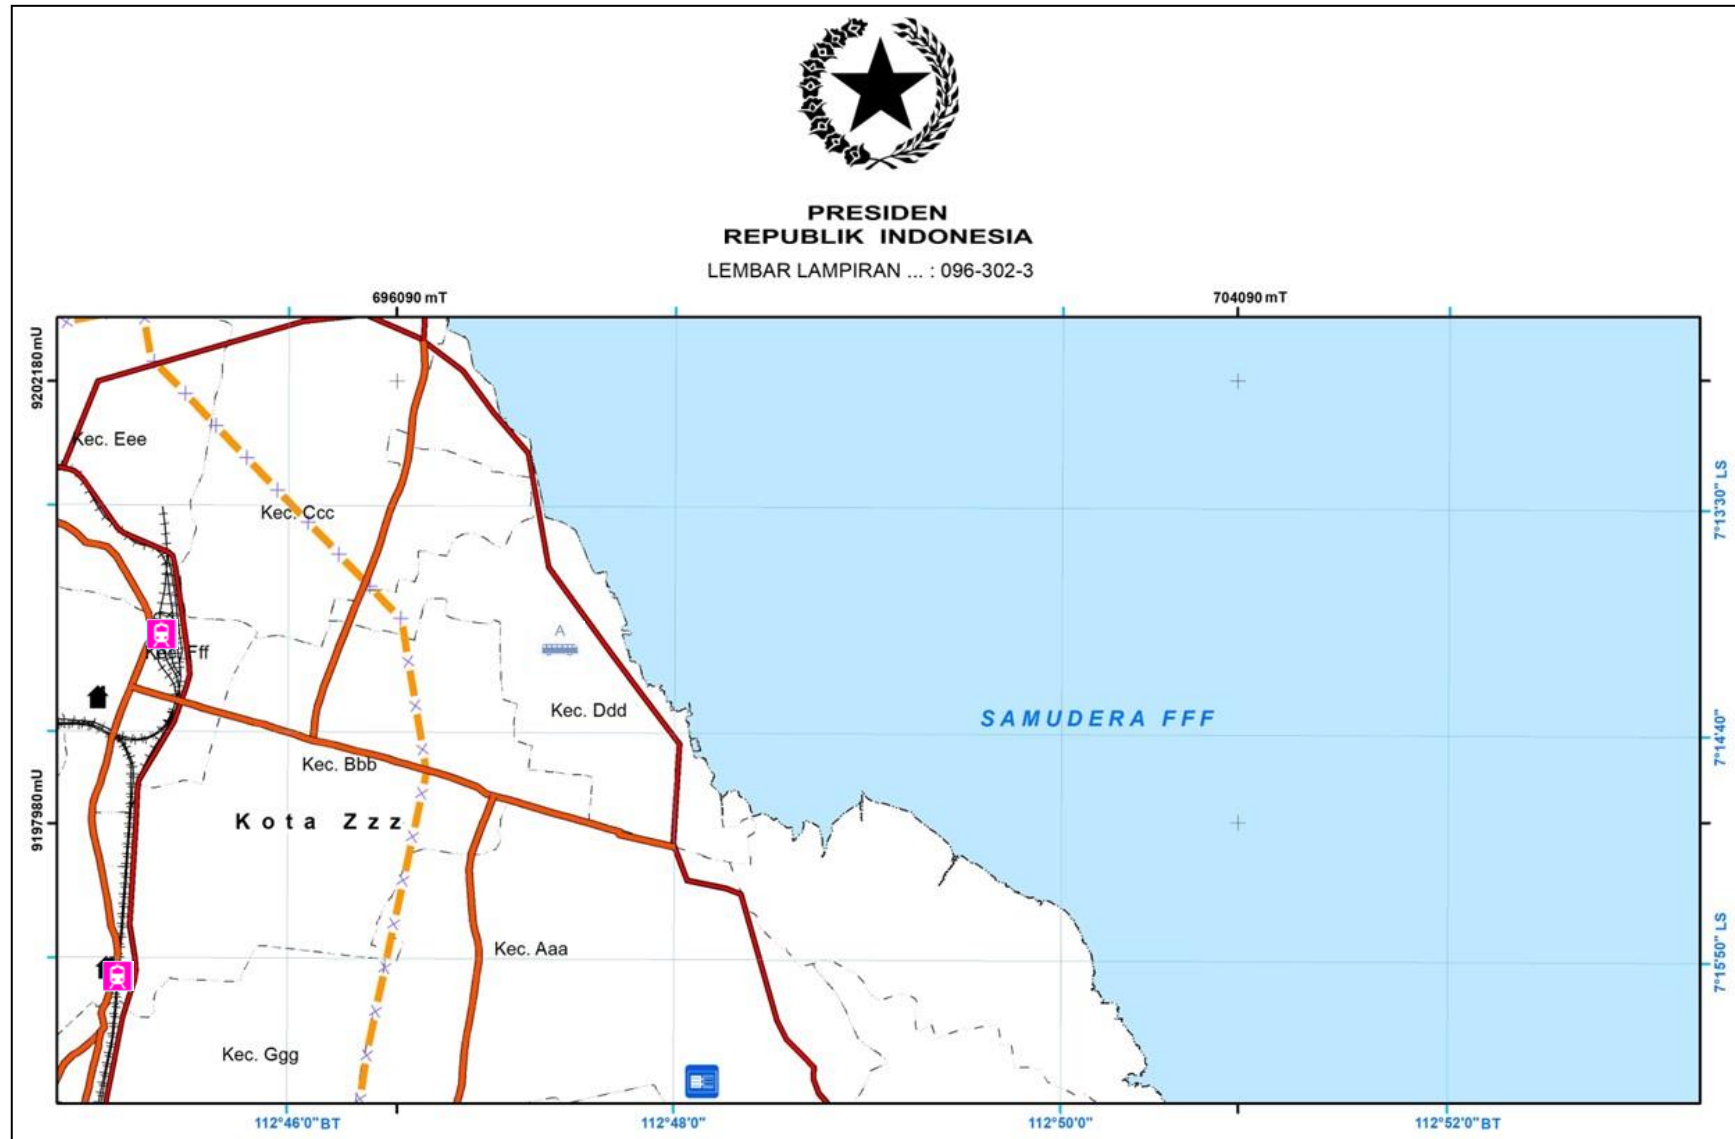 PRESIDEN
REPUBLIK INDONESIA
LEMBAR LAMPIRAN ... : 096-302-3
696090 mT
704090 mT
9202180mU
Kec. Eee
7°13'30" LS
Kec. Ccc
A
Kec. Fff
Kec. Ddd
SAMUDERA FFF
7°14'40"
Kec. Bbb
9197980mU
Kota Zzz
Kec. Aaa
7°15'50" LS
Kec. Ggg
112°46'0"BT
112°48'0"
112°50'0"
112°52'0"BT